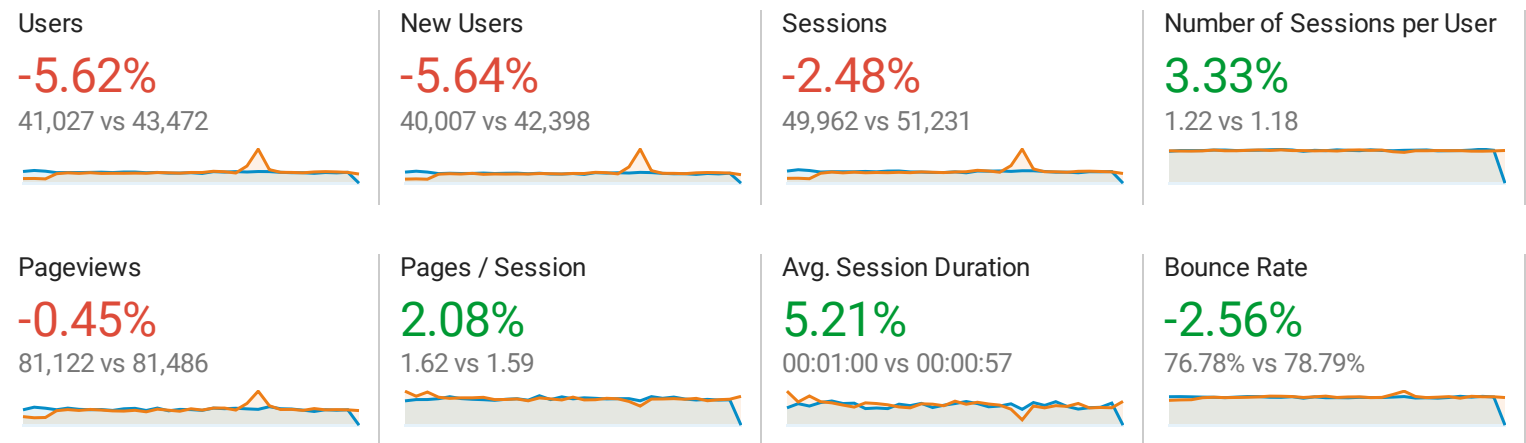 Users
-5.62%
41,027 vs 43,472
New Users
-5.64%
40,007 vs 42,398
Sessions
-2.48%
49,962 vs 51,231
Number of Sessions per User
3.33%
1.22 vs 1.18
Pageviews
-0.45%
81,122 vs 81,486
Pages / Session
2.08%
1.62 vs 1.59
Avg. Session Duration
5.21%
00:01:00 vs 00:00:57
Bounce Rate
-2.56%
76.78% vs 78.79%